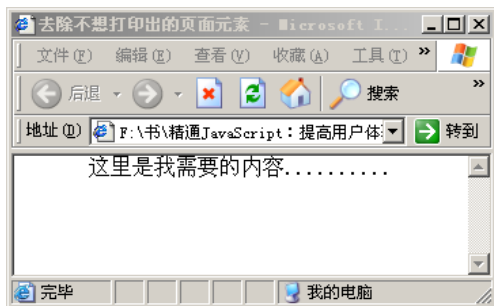 去除不想打印出的页面元素 - Microsoft I...
文件(F) 编辑(E) 查看(V) 收藏(A) 工具(T) »
后退 搜索 »
地址(D) F:\书\精通JavaScript：提高用户体 转到
这里是我需要的内容..........
完毕 我的电脑